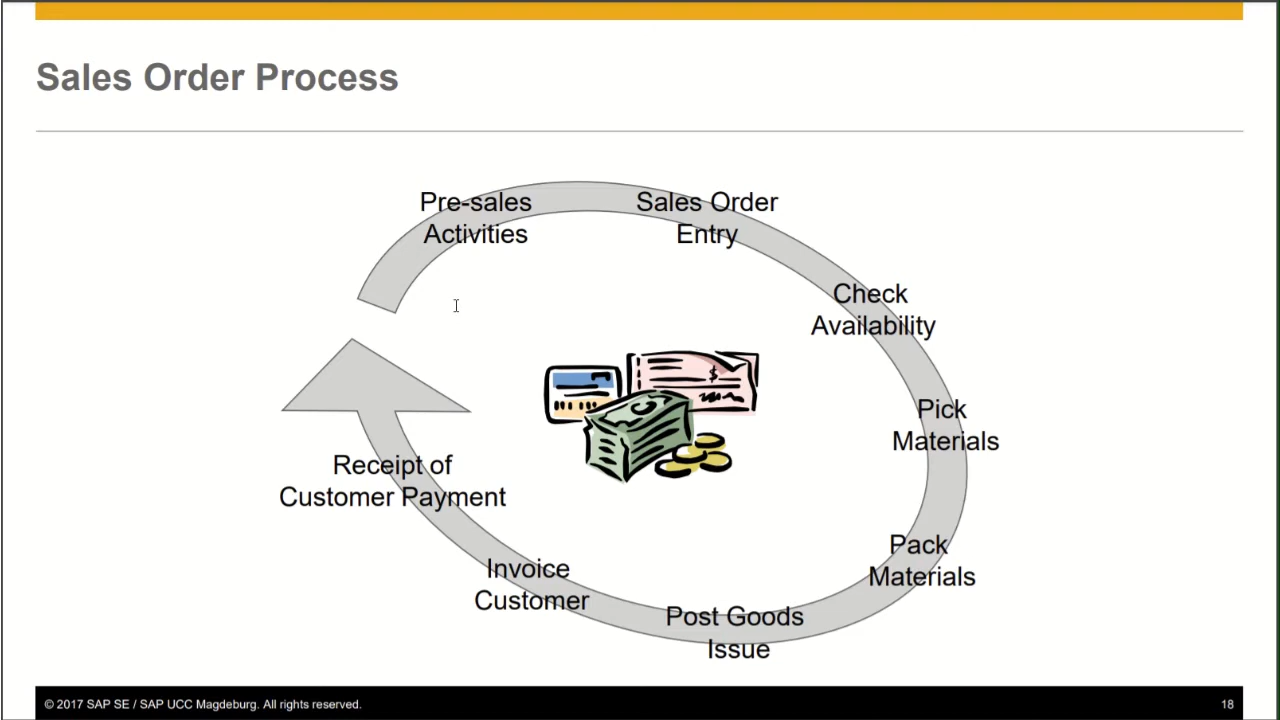 Sales Order Process
Pre-sales
Activities
Sales Order
Entry
Check
Availability
Pick
Materials
Pack
Materials
Post Goods
Issue
Invoice
Customer
Receipt of
Customer Payment
$
© 2017 SAP SE / SAP UCC Magdeburg. All rights reserved.
18